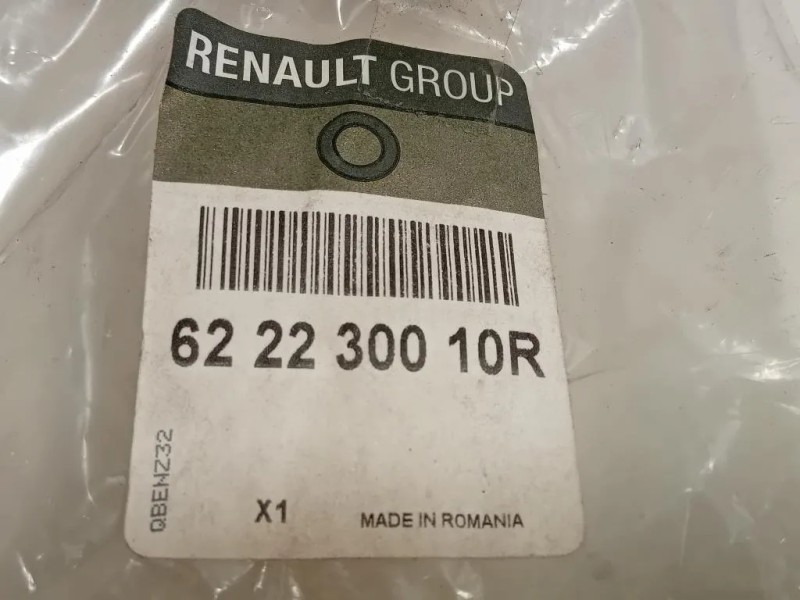 RENAULT GROUP
62 22 300 10R
QBENZ32
X1 MADE IN ROMANIA